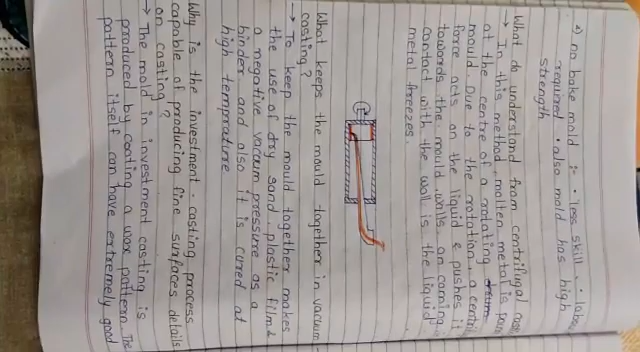 2) no bake mold :- • less skill, • labour
required • also mold has high
strength
What do understand from centrifugal
→ In this method, molten metal is
at the centre of a rotating
mould. Due to the rotation, a
force acts on the liquid & pushes it
towards the mould walls, on coming
contact with the wall is the liquid
metal freezes.
What keeps the mould together in vacuum -
casting?
→ To keep the mould together makes
the use of dry sand, plastic film &
a negative vacuum pressure as a
binder and also it is cured at
high temprature
Why is the investment - casting process
capable of producing fine surfaces details
on casting ?
→ The mold in investment casting is
produced by coating a wax pattern. The
pattern itself can have extremely good